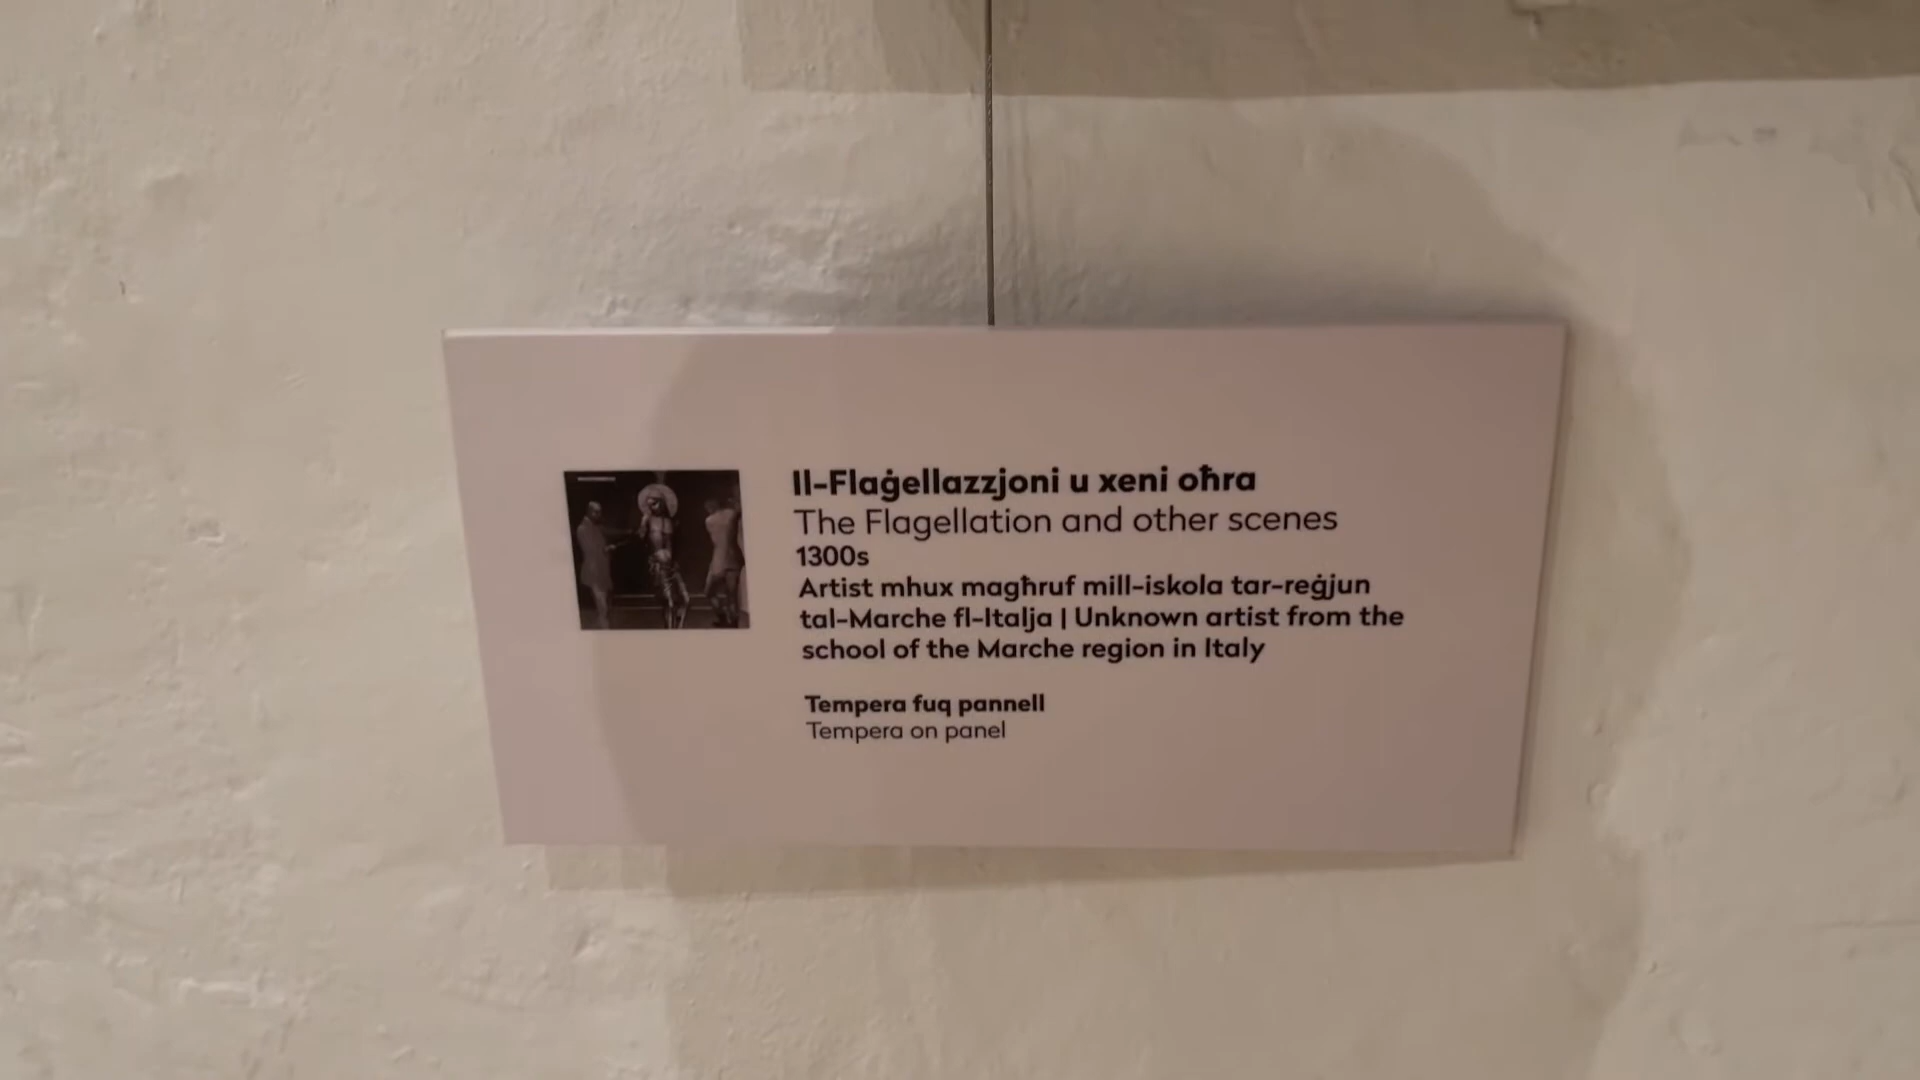 Il-Flaġellazzjoni u xeni oħra
The Flagellation and other scenes
1300s
Artist mhux magħruf mill-iskola tar-reġjun
tal-Marche fl-Italja | Unknown artist from the
school of the Marche region in Italy
Tempera fuq pannell
Tempera on panel